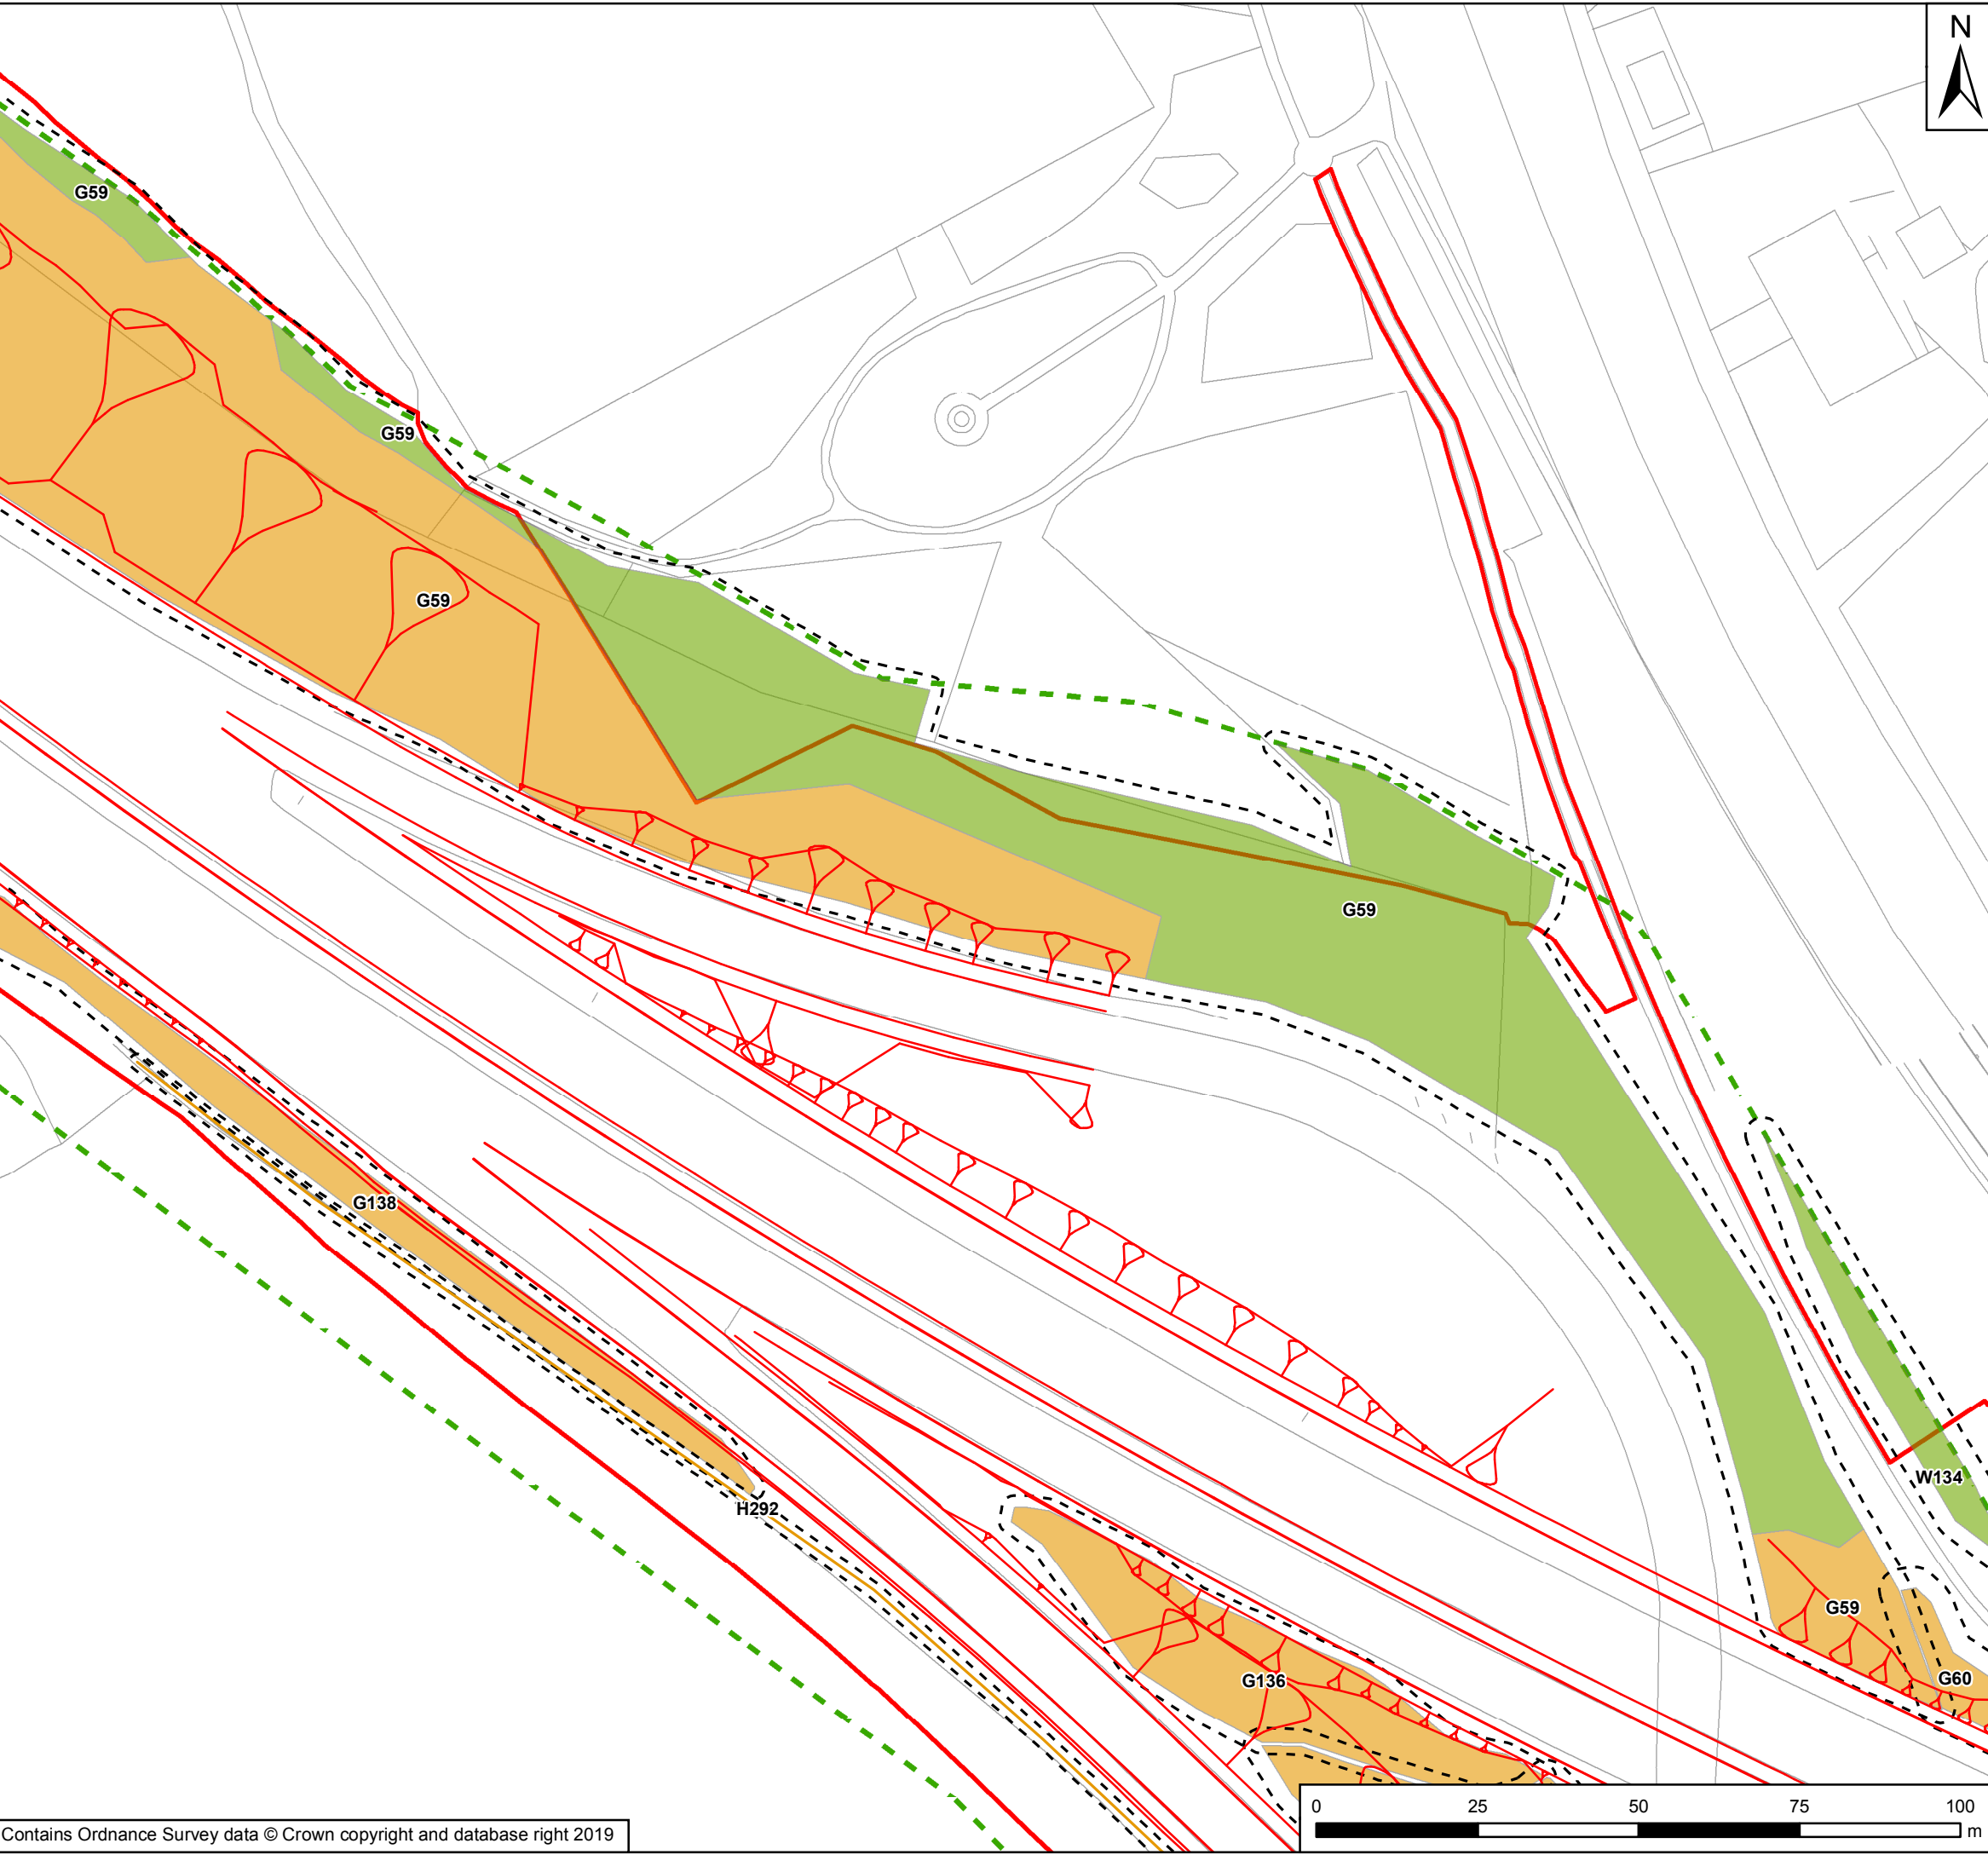 N
G59
G59
G59
G59
G138
W134
H292
G59
G136
G60
0 25 50 75 100
m
Contains Ordnance Survey data © Crown copyright and database right 2019